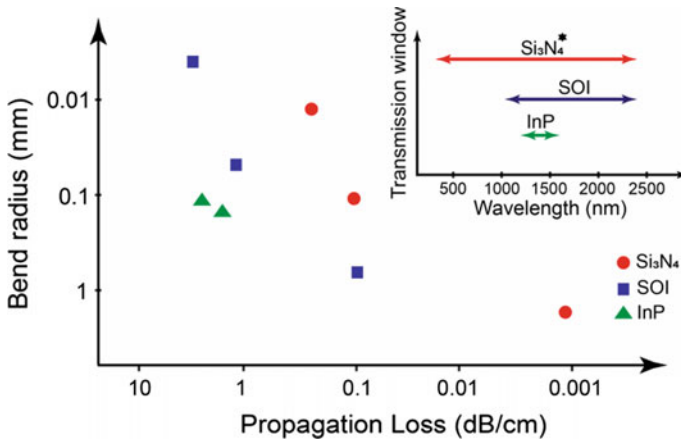 Bend radius (mm)
0.01
0.1
1
10
1
0.1
0.01
0.001
Propagation Loss (dB/cm)
Transmission window
Si₃N₄*
SOI
InP
500
1000
1500
2000
2500
Wavelength (nm)
Si₃N₄
SOI
InP